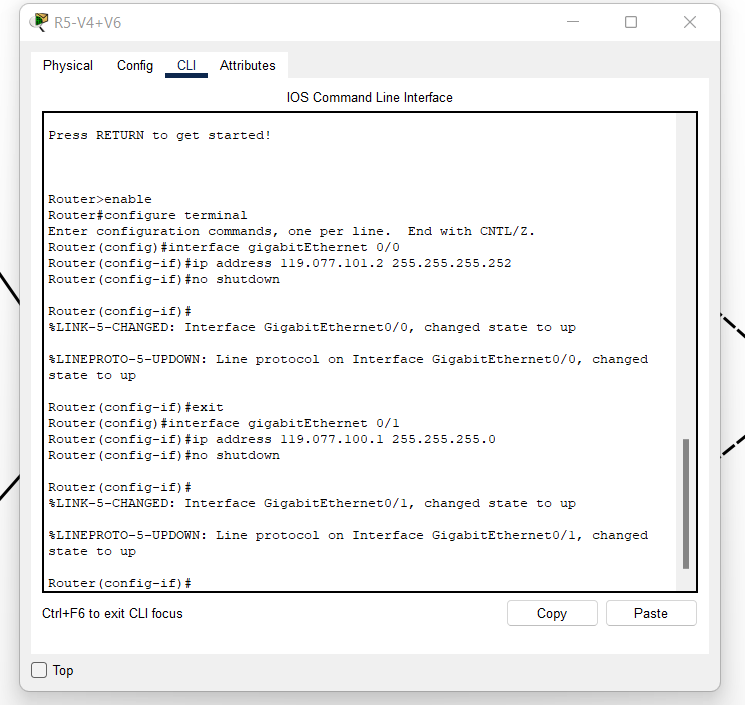 R5-V4+V6
Physical Config CLI Attributes
IOS Command Line Interface
Press RETURN to get started!
Router>enable
Router#configure terminal
Enter configuration commands, one per line.  End with CNTL/Z.
Router(config)#interface gigabitEthernet 0/0
Router(config-if)#ip address 119.077.101.2 255.255.255.252
Router(config-if)#no shutdown
Router(config-if)#
%LINK-5-CHANGED: Interface GigabitEthernet0/0, changed state to up
%LINEPROTO-5-UPDOWN: Line protocol on Interface GigabitEthernet0/0, changed
state to up
Router(config-if)#exit
Router(config)#interface gigabitEthernet 0/1
Router(config-if)#ip address 119.077.100.1 255.255.255.0
Router(config-if)#no shutdown
Router(config-if)#
%LINK-5-CHANGED: Interface GigabitEthernet0/1, changed state to up
%LINEPROTO-5-UPDOWN: Line protocol on Interface GigabitEthernet0/1, changed
state to up
Router(config-if)#
Ctrl+F6 to exit CLI focus
Copy Paste
Top